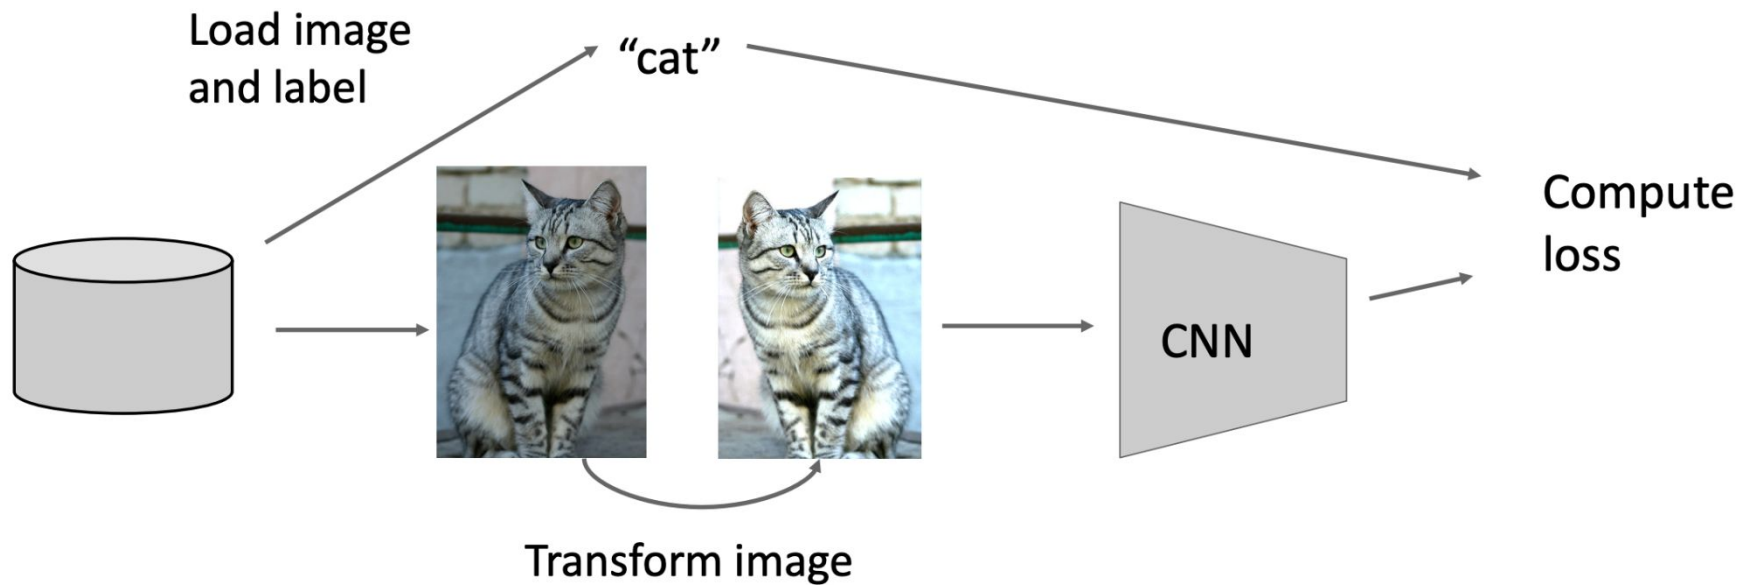 Load image
and label
“cat”
Compute
loss
CNN
Transform image